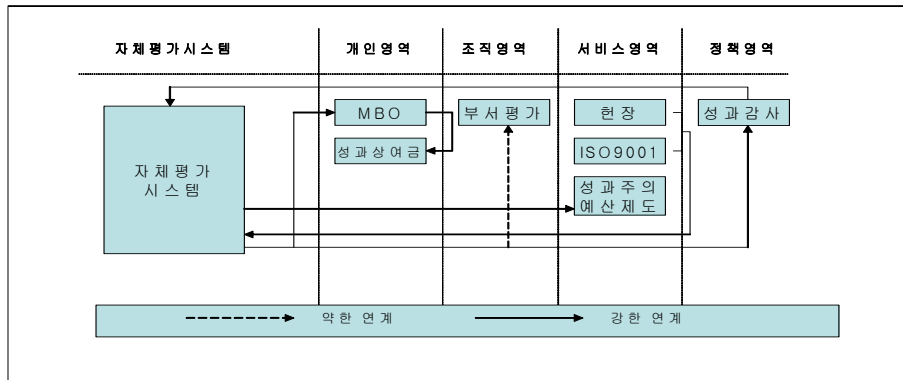 자체평가시스템 개인영역 조직영역 서비스영역 정책영역
MBO 부서평가 헌장 성과감사
성과상여금 ISO9001
자체평가
시스템
성과주의
예산제도
약한 연계 강한 연계